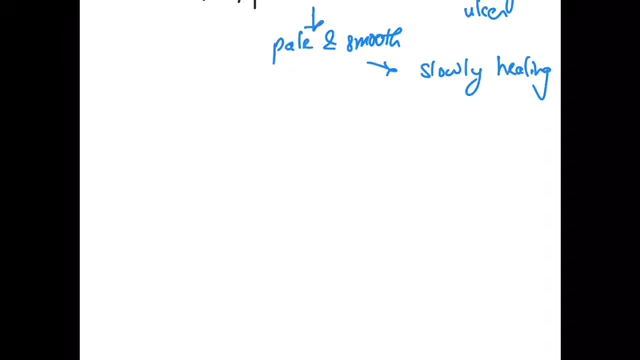 ulcer
pale & smooth
→ slowly healing